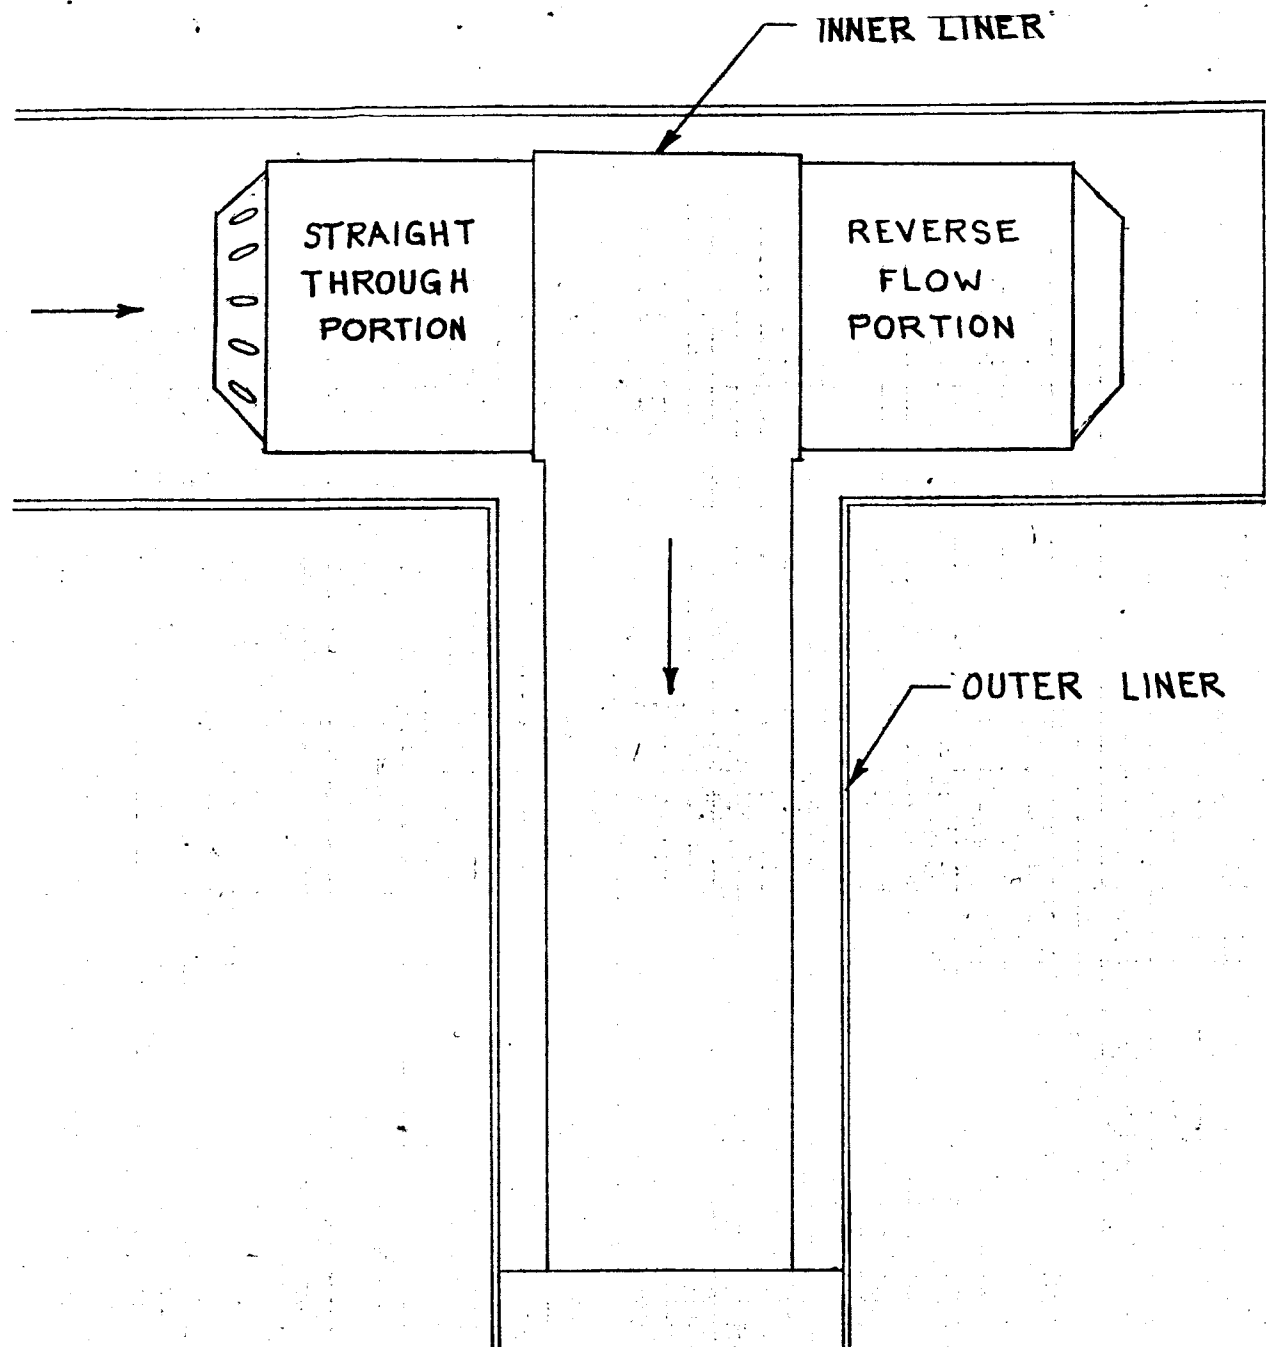 INNER LINER
STRAIGHT
THROUGH
PORTION
REVERSE
FLOW
PORTION
OUTER LINER